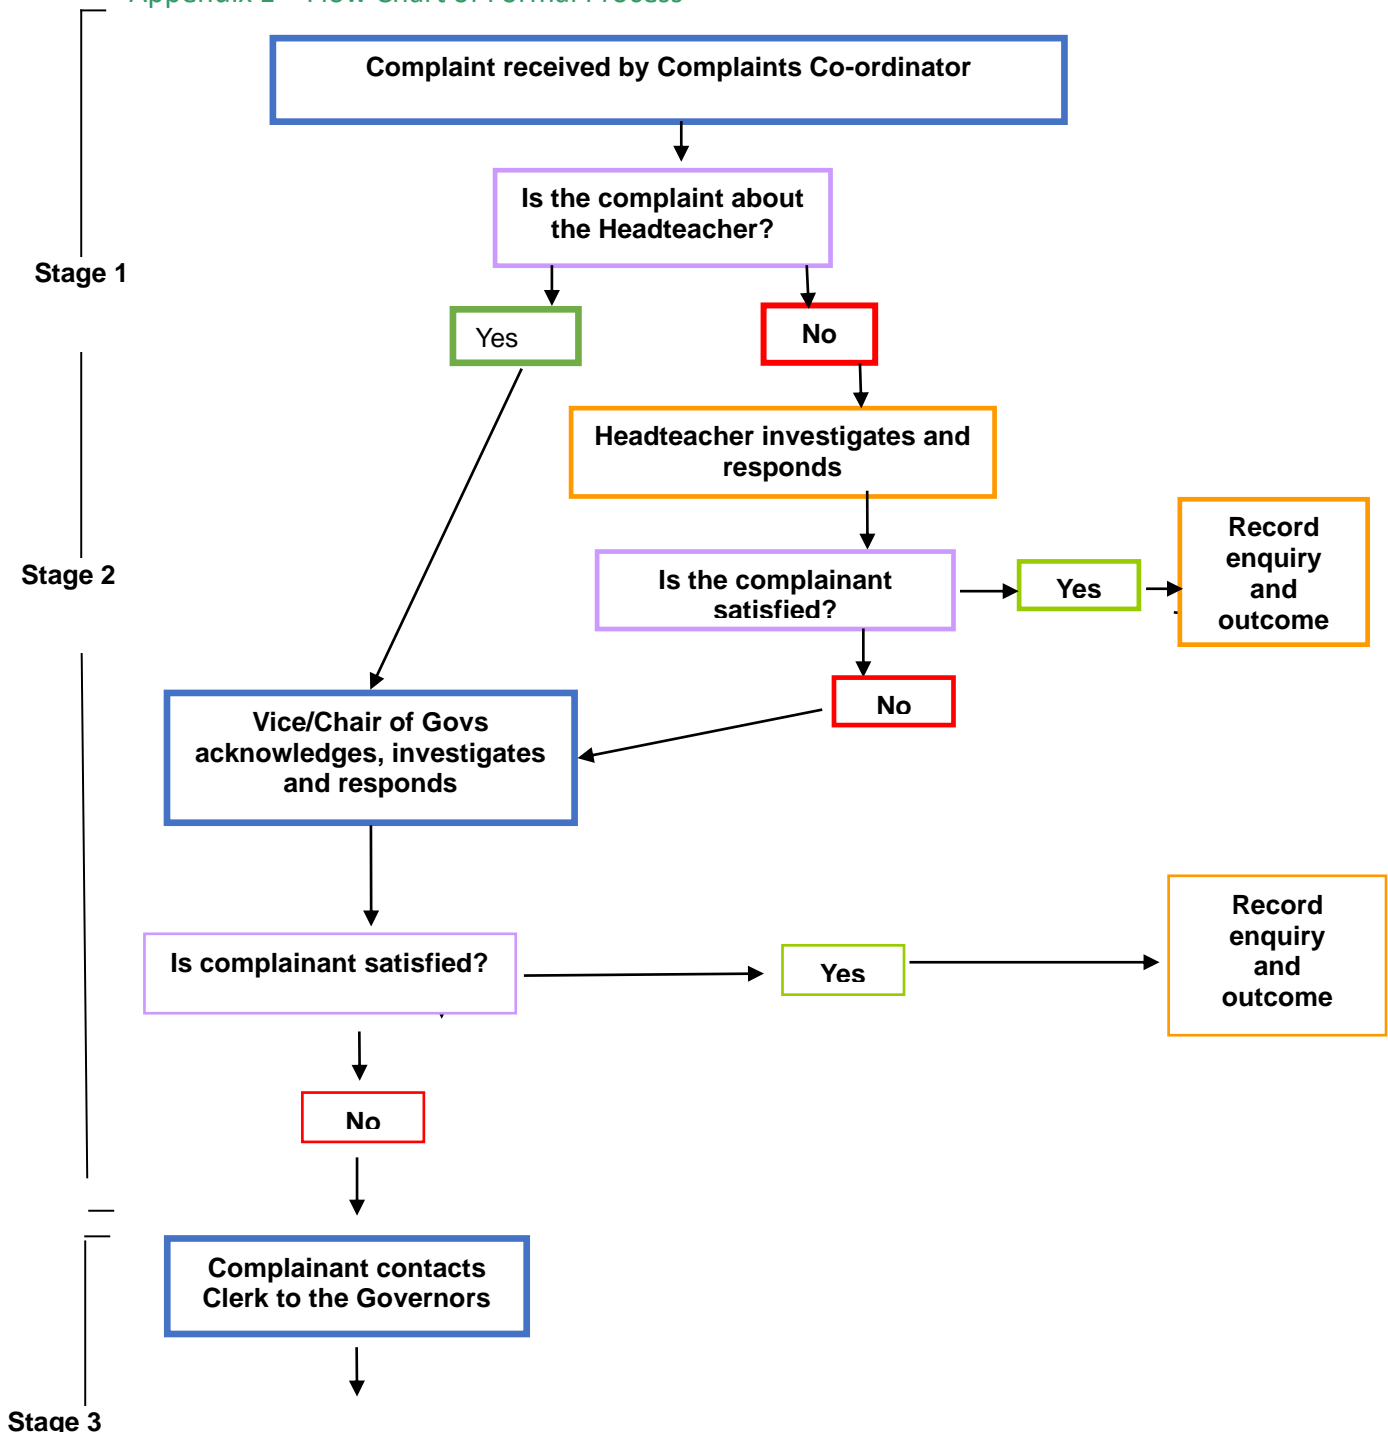 Complaint received by Complaints Co-ordinator
Is the complaint about
the Headteacher?
Stage 1
Yes
No
Headteacher investigates and
responds
Stage 2
Is the complainant
satisfied?
Yes
Record
enquiry
and
outcome
No
Vice/Chair of Govs
acknowledges, investigates
and responds
Is complainant satisfied?
Yes
Record
enquiry
and
outcome
No
Complainant contacts
Clerk to the Governors
Stage 3